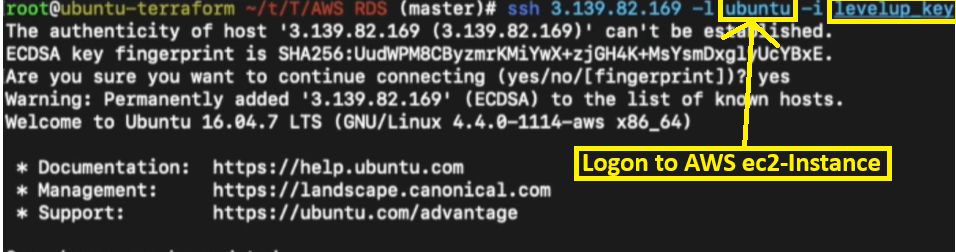 root@ubuntu-terraform ~/t/T/AWS RDS (master)# ssh 3.139.82.169 -l ubuntu -i levelup_key
The authenticity of host '3.139.82.169 (3.139.82.169)' can't be established.
ECDSA key fingerprint is
Are you sure you want to continue connecting (yes/no/[fingerprint])? yes
Warning: Permanently added '3.139.82.169' (ECDSA) to the list of known hosts.
Welcome to Ubuntu 16.04.7 LTS (GNU/Linux 4.4.0-1114-aws x86_64)
* Documentation: https://help.ubuntu.com
* Management: https://landscape.canonical.com
* Support: https://ubuntu.com/advantage
Logon to AWS ec2-Instance